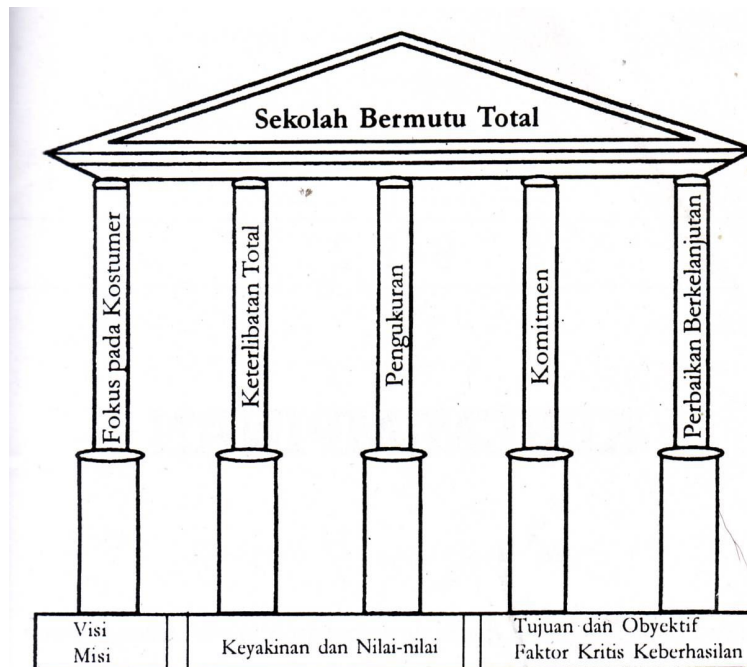 Sekolah Bermutu Total
Fokus pada Kostumer
Keterlibatan Total
Pengukuran
Komitmen
Perbaikan Berkelanjutan
Visi
Misi
Keyakinan dan Nilai-nilai
Tujuan dan Obyektif
Faktor Kritis Keberhasilan